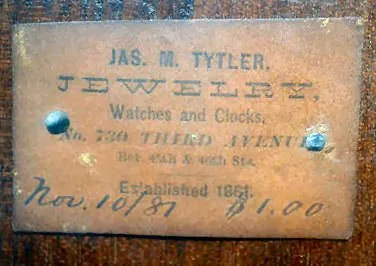 JAS. M. TYTLER.
JEWELRY,
Watches and Clocks,
No. 730 THIRD AVENUE,
Bet. 45th & 46th Sts.
Established 1861.
Nov. 10/81 $1.00